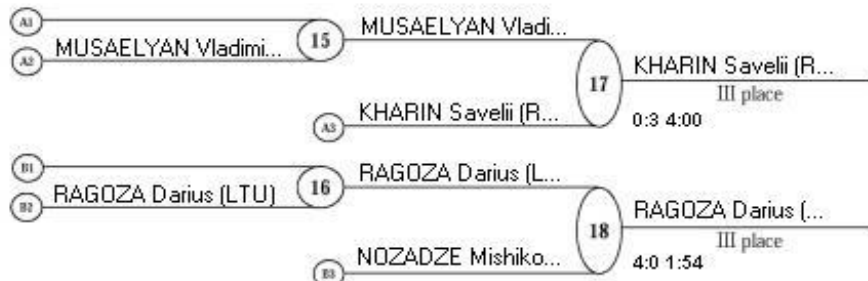 A1
MUSAELYAN Vladi...
15
A2
MUSAELYAN Vladimi...
17
KHARIN Savelii (R...
III place
A3
KHARIN Savelii (R...
0:3 4:00
B1
RAGOZA Darius (L...
16
B2
RAGOZA Darius (LTU)
18
RAGOZA Darius (...
III place
B3
NOZADZE Mishiko...
4:0 1:54